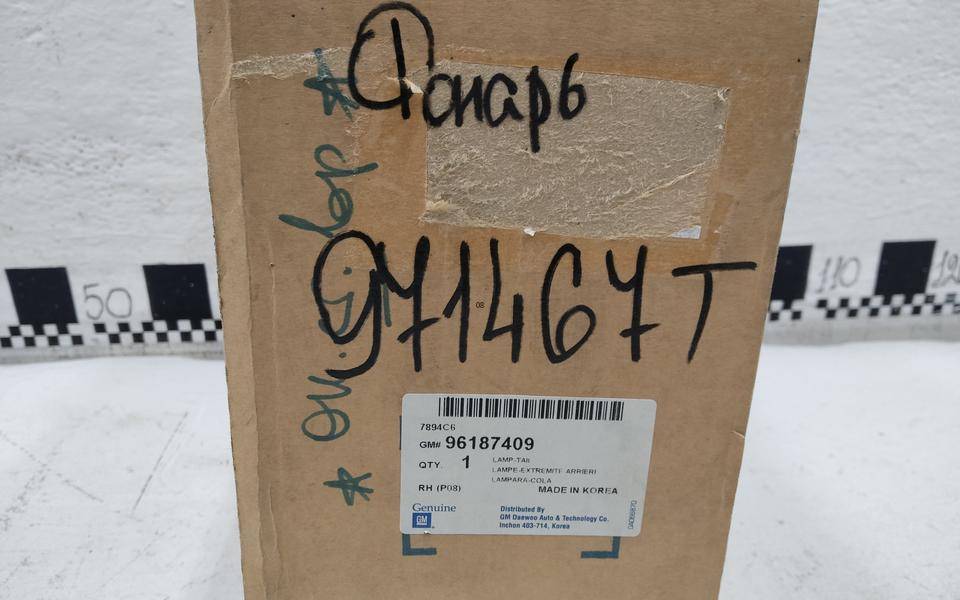 Фонарь
971467T
50
110
7894C6
GM# 96187409
QTY. 1
LAMP-TAIL
LAMPE-EXTREMITE ARRIERI
LAMPARA-COLA
RH (P08)
MADE IN KOREA
Genuine
GM
Distributed By
GM Daewoo Auto & Technology Co.
Inchon 403-714, Korea